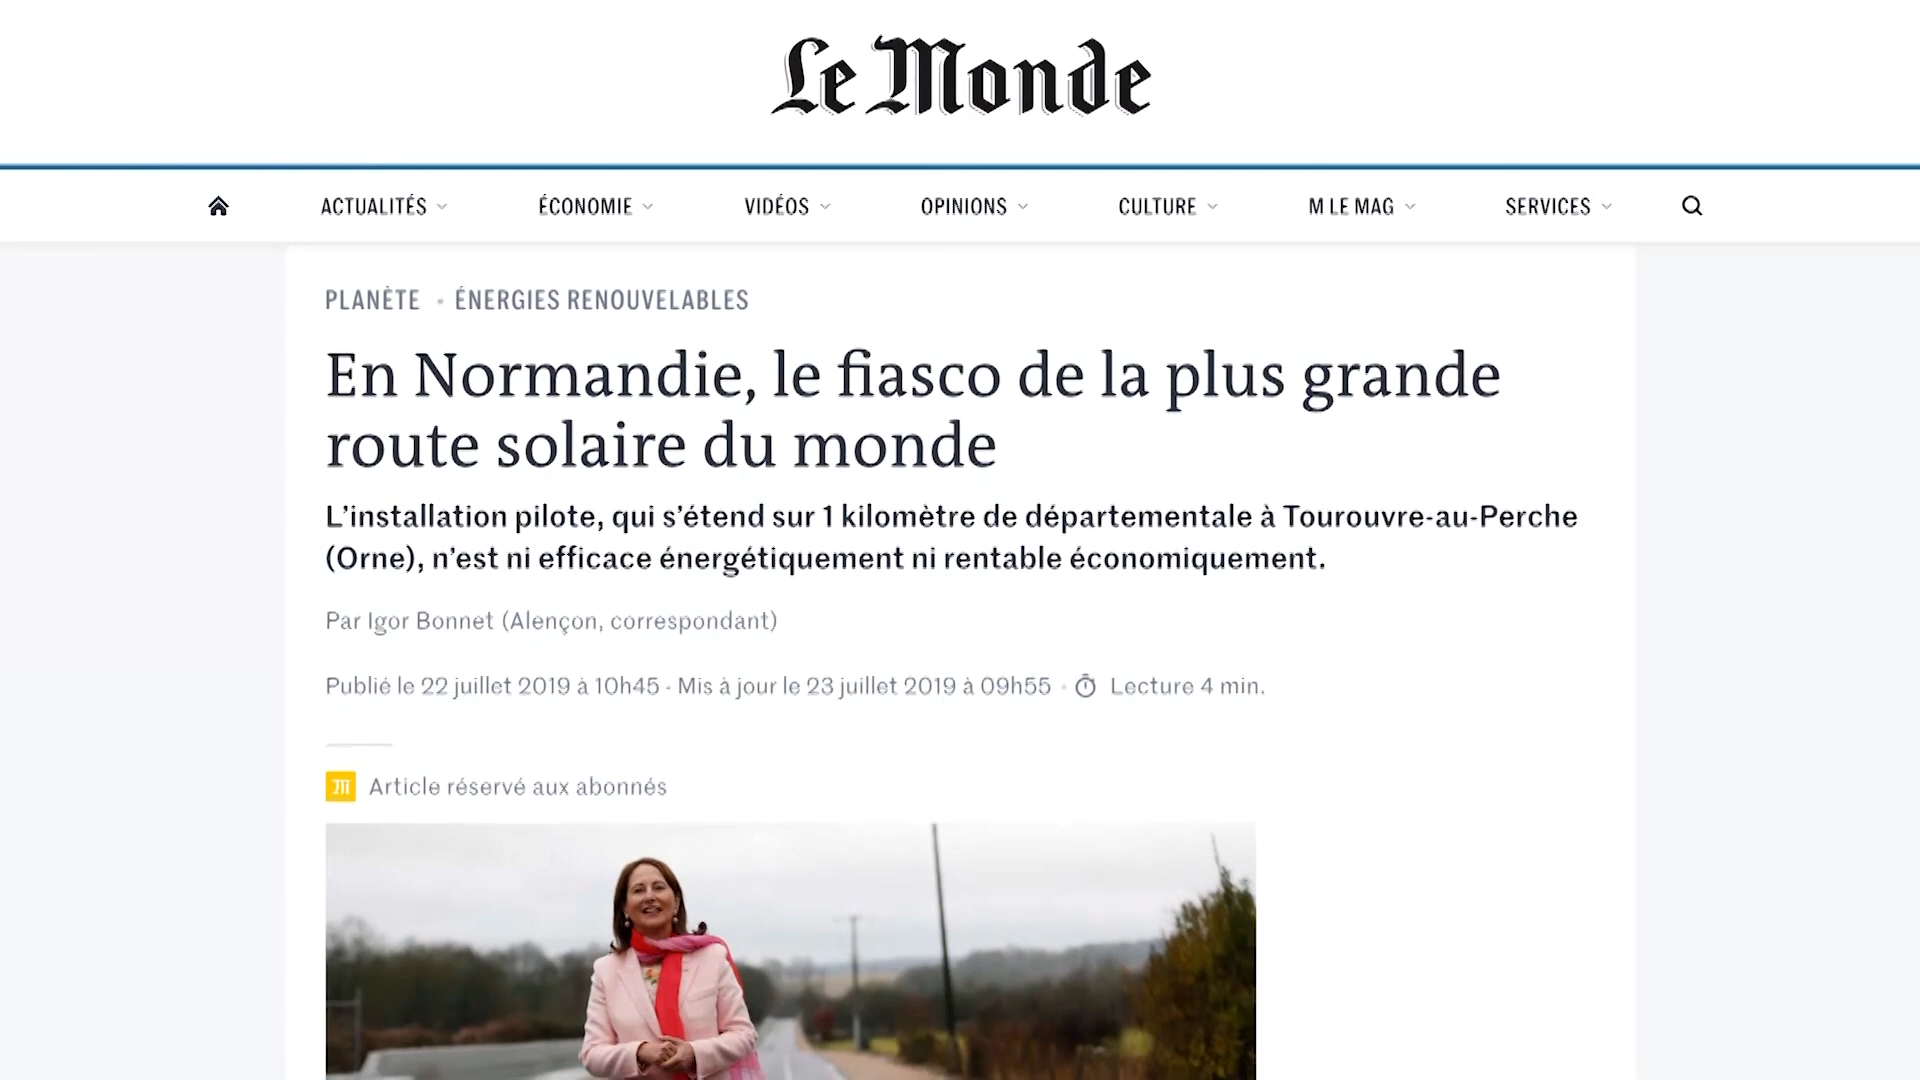 Le Monde
ACTUALITÉS ÉCONOMIE VIDÉOS OPINIONS CULTURE M LE MAG SERVICES
PLANÈTE • ÉNERGIES RENOUVELABLES
En Normandie, le fiasco de la plus grande
route solaire du monde
L’installation pilote, qui s’étend sur 1 kilomètre de départementale à Tourouvre-au-Perche
(Orne), n’est ni efficace énergétiquement ni rentable économiquement.
Par Igor Bonnet (Alençon, correspondant)
Publié le 22 juillet 2019 à 10h45 - Mis à jour le 23 juillet 2019 à 09h55 • Lecture 4 min.
M Article réservé aux abonnés